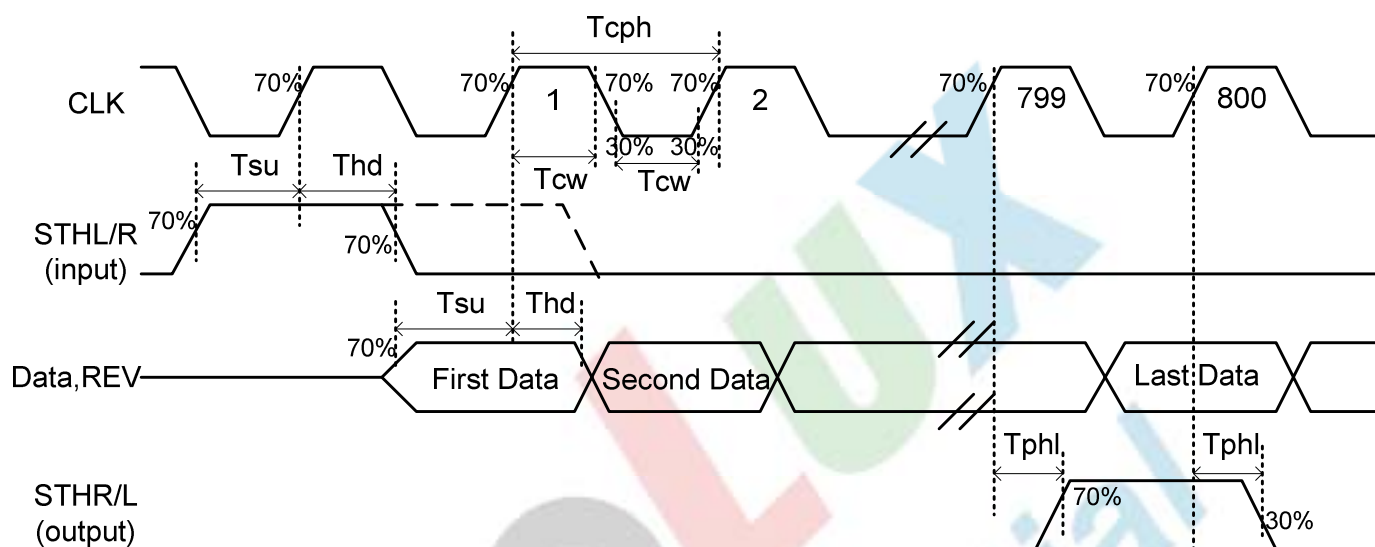 Tcph
CLK
70%
70%
1
70%
70%
2
70%
799
70%
800
30%
30%
Tsu
Thd
Tcw
Tcw
STHL/R
(input)
70%
70%
Tsu
Thd
70%
Data,REV
First Data
Second Data
Last Data
Tphl
Tphl
STHR/L
(output)
70%
30%